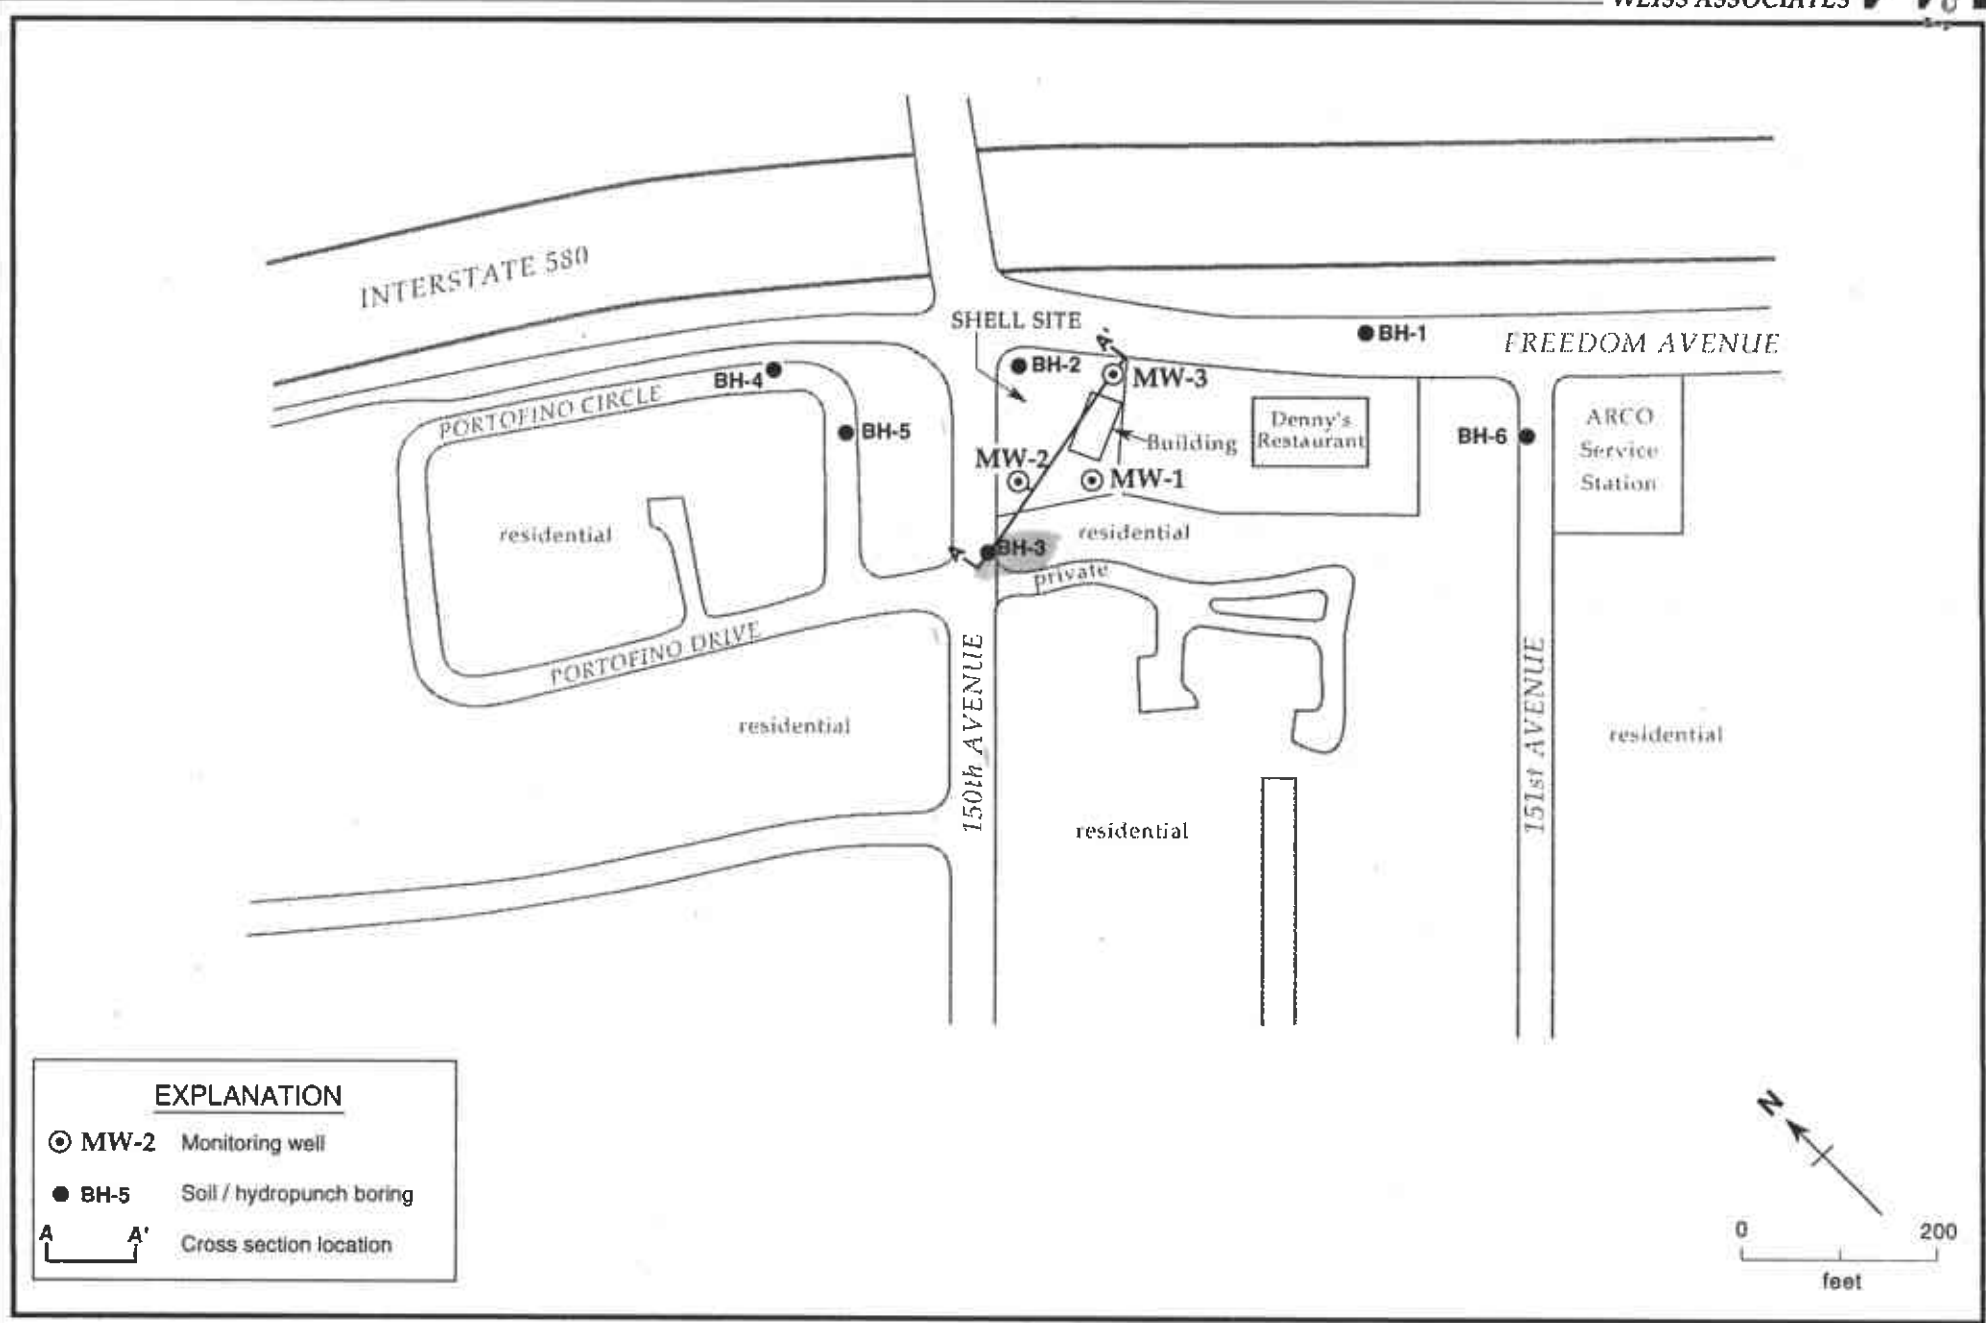 WEISS ASSOCIATES
INTERSTATE 580
SHELL SITE
A'
BH-1
FREEDOM AVENUE
BH-2
MW-3
BH-4
PORTOFINO CIRCLE
BH-5
Denny's
Restaurant
ARCO
Service
Station
Building
BH-6
MW-2
MW-1
residential
residential
A
BH-3
private
PORTOFINO DRIVE
150th AVENUE
151st AVENUE
residential
residential
residential
EXPLANATION
MW-2 Monitoring well
BH-5 Soil / hydropunch boring
A A' Cross section location
N
0 200
feet